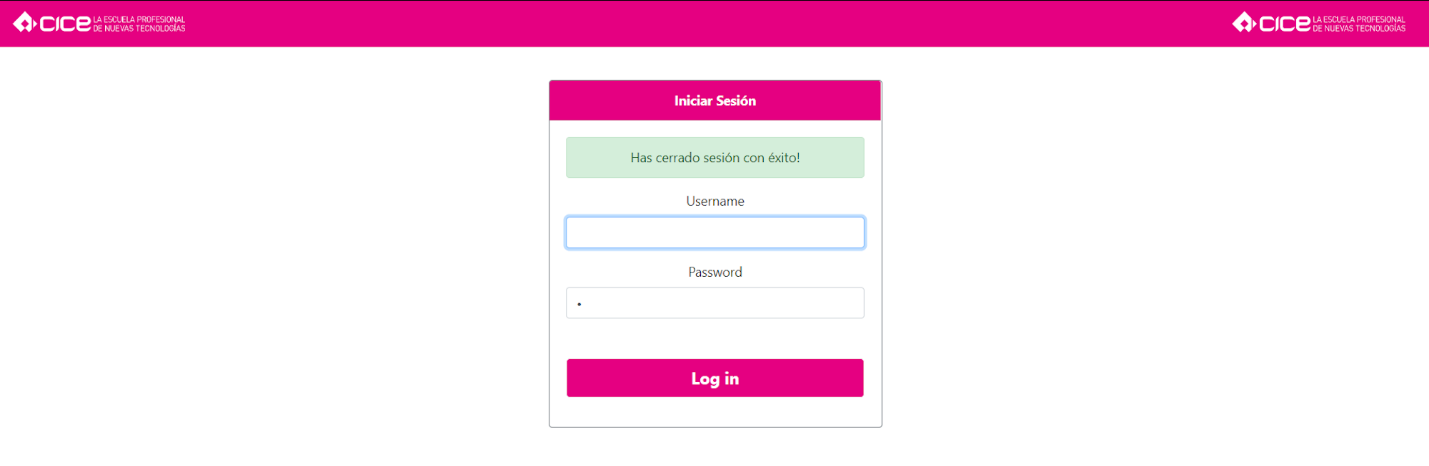 CICE LA ESCUELA PROFESIONAL
DE NUEVAS TECNOLOGÍAS
CICE LA ESCUELA PROFESIONAL
DE NUEVAS TECNOLOGÍAS
Iniciar Sesión
Has cerrado sesión con éxito!
Username
Password
Log in